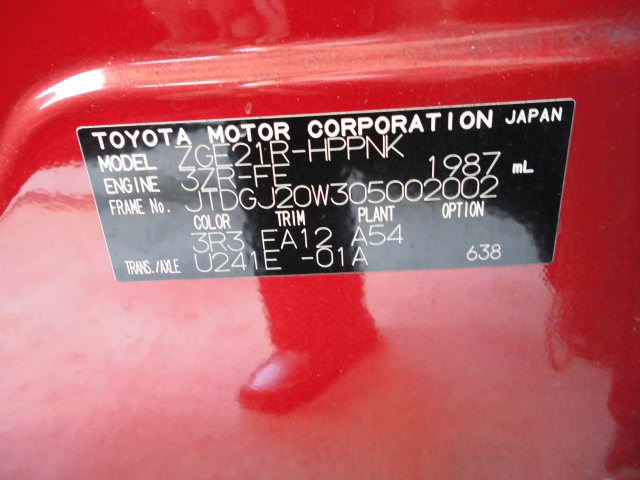 TOYOTA MOTOR CORPORATION JAPAN
MODEL ZGE21R-HPPNK
ENGINE 3ZR-FE 1987 mL
FRAME No. JTDGJ20W305002002
COLOR TRIM PLANT OPTION
3R3 EA12 A54
TRANS./AXLE U241E -01A 638